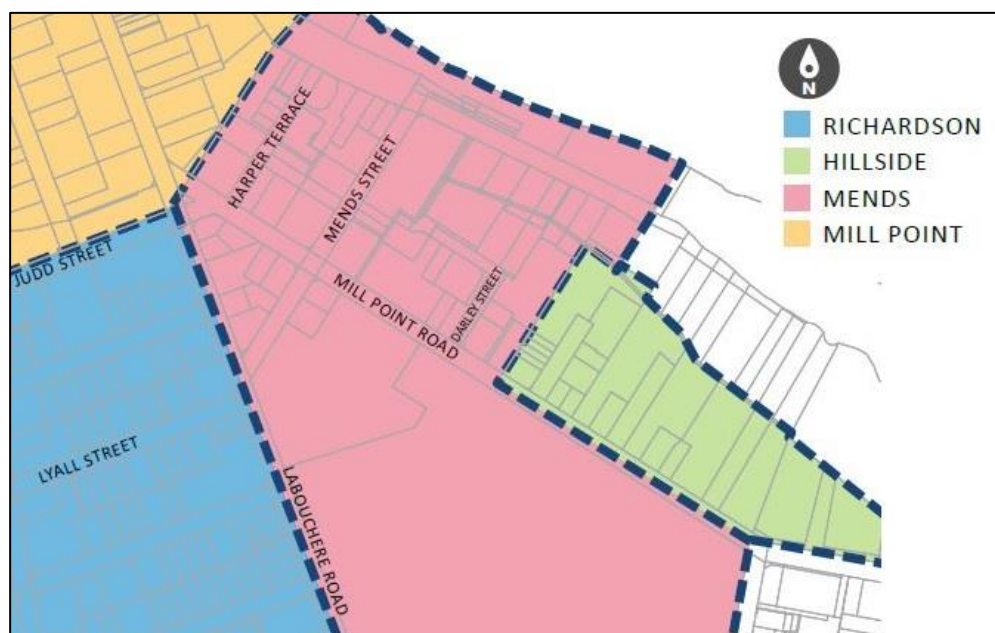 N
RICHARDSON
HILLSIDE
MENDS
MILL POINT
HARPER TERRACE
MENDS STREET
JUDD STREET
MILL POINT ROAD
DARLEY STREET
LYALL STREET
LABOUCHERE ROAD